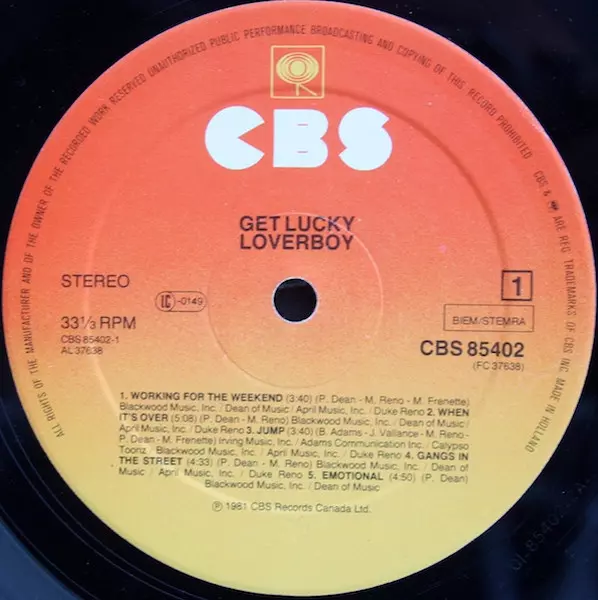 ALL RIGHTS OF THE MANUFACTURER AND OF THE OWNER OF THE RECORDED WORK RESERVED UNAUTHORIZED PUBLIC PERFORMANCE BROADCASTING AND COPYING OF THIS RECORD PROHIBITED CBS & ARE REG. TRADEMARKS OF CBS INC. MADE IN HOLLAND
CBS
GET LUCKY
LOVERBOY
STEREO
IC -0149
1
33 1/3 RPM
BIEM/STEMRA
CBS 85402-1
AL 37638
CBS 85402
(FC 37638)
1. WORKING FOR THE WEEKEND (3:40) (P. Dean - M. Reno - M. Frenette)
Blackwood Music, Inc. / Dean of Music / April Music, Inc. / Duke Reno 2. WHEN
IT'S OVER (5:08) (P. Dean - M. Reno) Blackwood Music, Inc. / Dean of Music /
April Music, Inc. / Duke Reno 3. JUMP (3:40) (B. Adams - J. Vallance - M. Reno -
P. Dean - M. Frenette) Irving Music, Inc. / Adams Communication Inc. / Calypso
Toonz / Blackwood Music, Inc. / April Music, Inc. / Duke Reno 4. GANGS IN
THE STREET (4:33) (P. Dean - M. Reno) Blackwood Music, Inc. / Dean of
Music / April Music, Inc. / Duke Reno 5. EMOTIONAL (4:50) (P. Dean)
Blackwood Music, Inc. / Dean of Music
℗ 1981 CBS Records Canada Ltd.